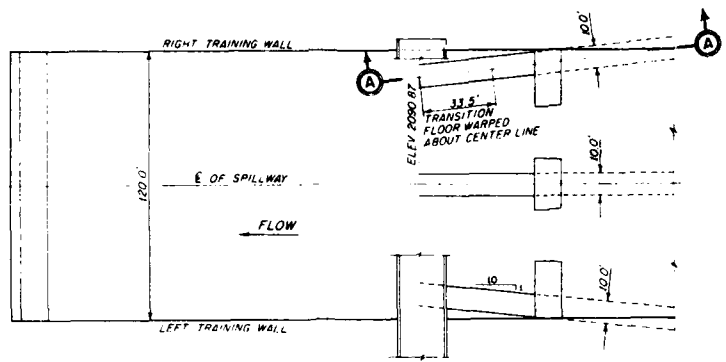 RIGHT TRAINING WALL
A
A
10.0'
ELEV 2090.87
33.5'
TRANSITION
FLOOR WARPED
ABOUT CENTER LINE
120.0'
℄ OF SPILLWAY
10.0'
FLOW
10
1
10.0'
LEFT TRAINING WALL